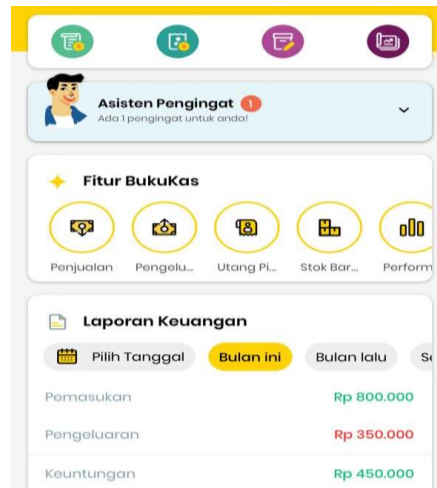 Asisten Pengingat 1
Ada 1 pengingat untuk anda!
Fitur BukuKas
Penjualan Pengelu... Utang Pi... Stok Bar... Perform
Laporan Keuangan
Pilih Tanggal Bulan ini Bulan lalu Se
Pemasukan Rp 800.000
Pengeluaran Rp 350.000
Keuntungan Rp 450.000